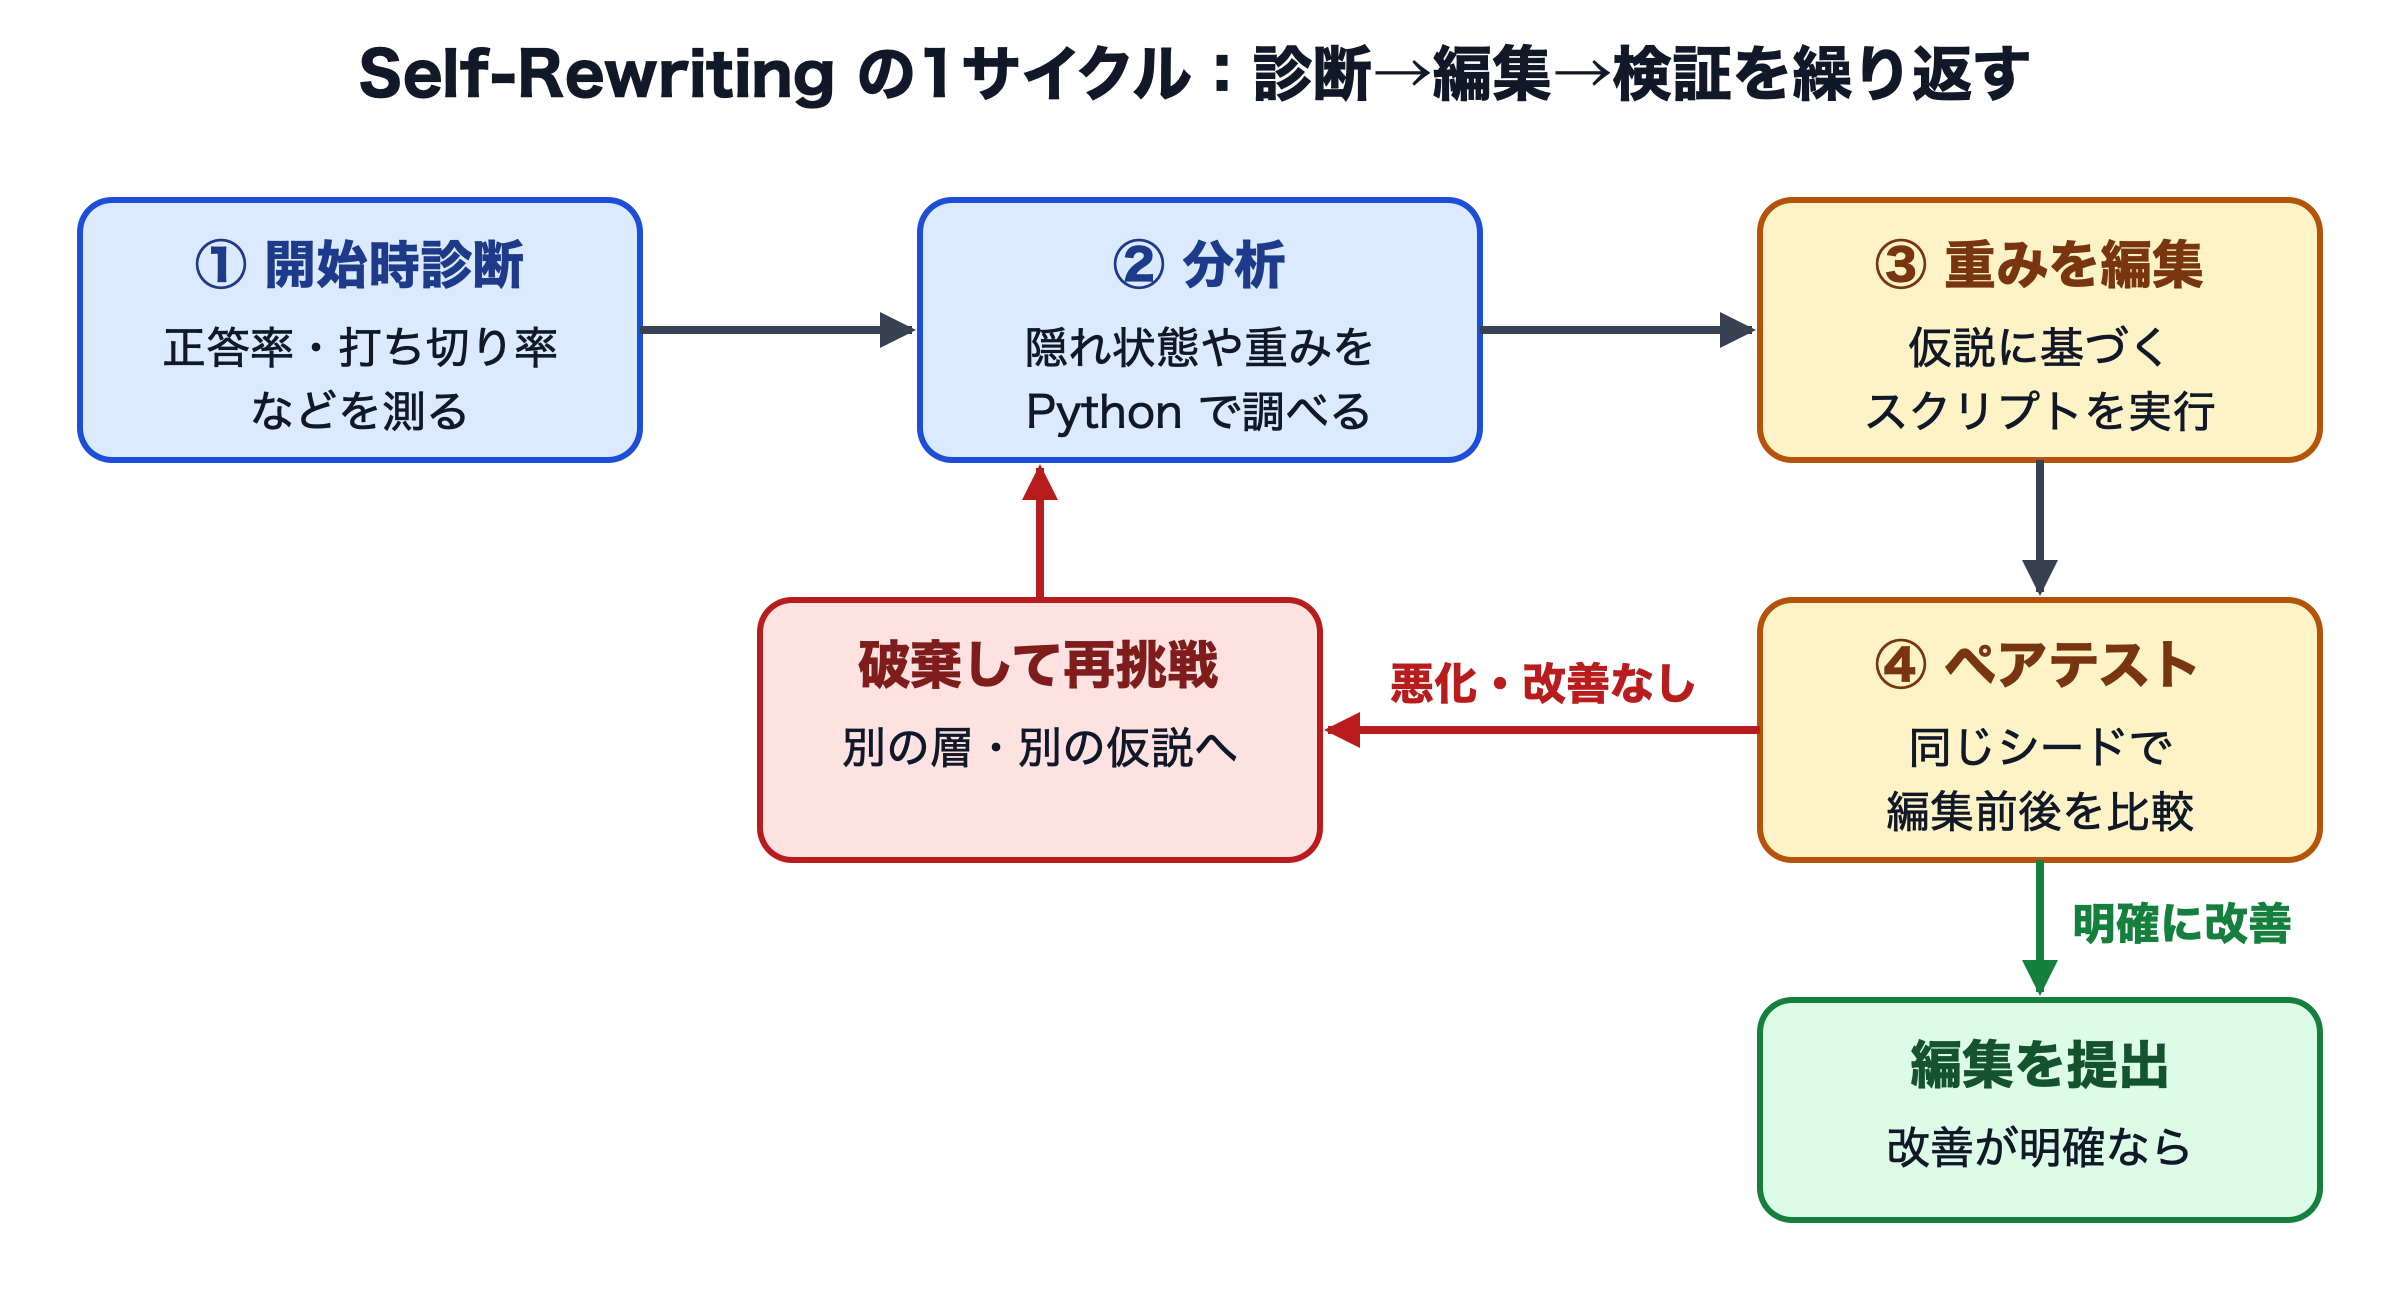 Self-Rewriting の1サイクル：診断→編集→検証を繰り返す
① 開始時診断
正答率・打ち切り率
などを測る
② 分析
隠れ状態や重みを
Python で調べる
③ 重みを編集
仮説に基づく
スクリプトを実行
破棄して再挑戦
別の層・別の仮説へ
悪化・改善なし
④ ペアテスト
同じシードで
編集前後を比較
明確に改善
編集を提出
改善が明確なら